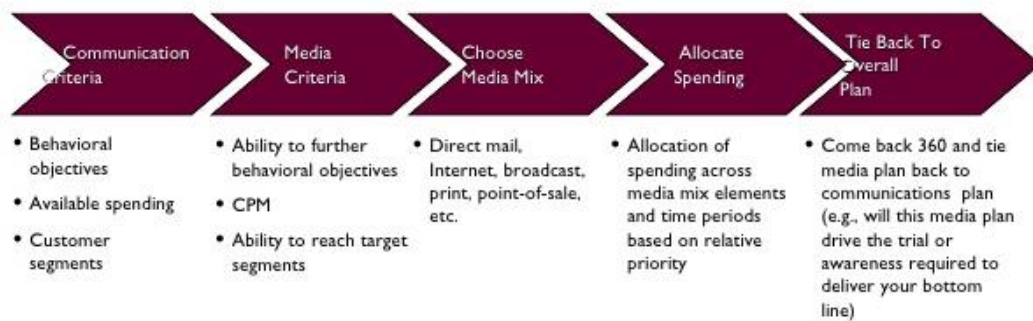 Communication
Criteria
Media
Criteria
Choose
Media Mix
Allocate
Spending
Tie Back To
Overall
Plan
• Behavioral
objectives
• Available spending
• Customer
segments
• Ability to further
behavioral objectives
• CPM
• Ability to reach target
segments
• Direct mail,
Internet, broadcast,
print, point-of-sale,
etc.
• Allocation of
spending across
media mix elements
and time periods
based on relative
priority
• Come back 360 and tie
media plan back to
communications plan
(e.g., will this media plan
drive the trial or
awareness required to
deliver your bottom
line)